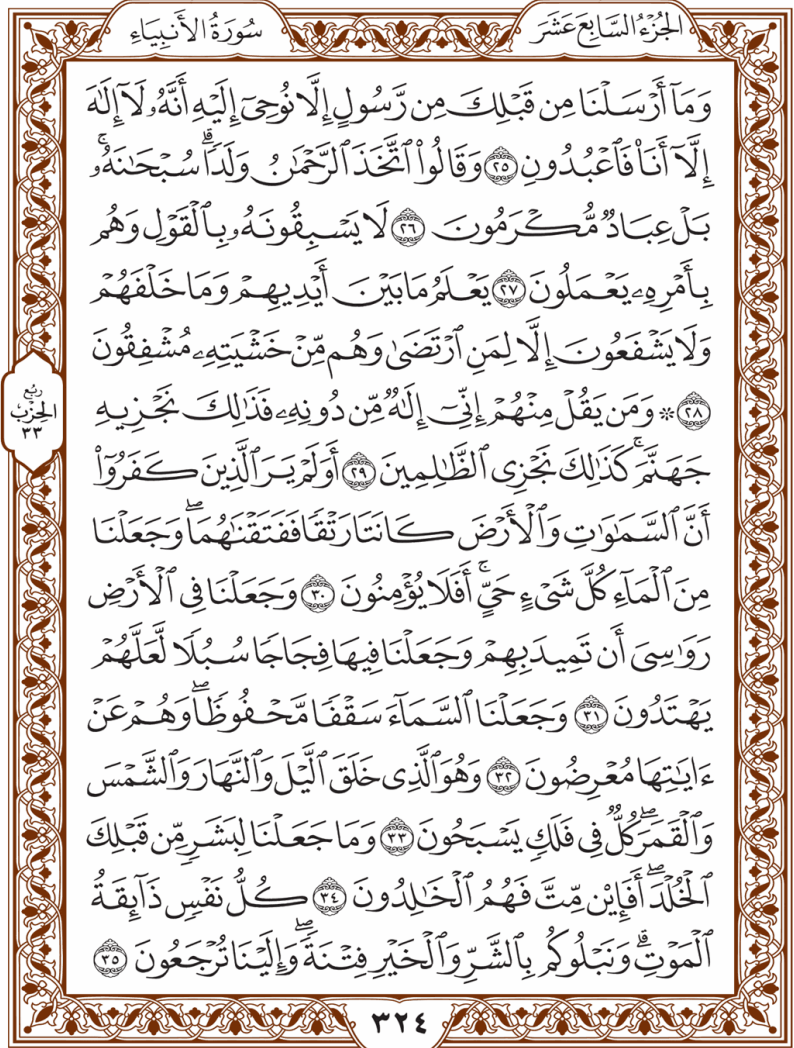 الجُزْءُ السَّابِعَ عَشَرَ
سُورَةُ الأَنْبِيَاءِ
وَمَآ أَرْسَلْنَا مِن قَبْلِكَ مِن رَّسُولٍ إِلَّا نُوحِىٓ إِلَيْهِ أَنَّهُۥ لَآ إِلَٰهَ
إِلَّآ أَنَا۠ فَٱعْبُدُونِ ٢٥ وَقَالُوا۟ ٱتَّخَذَ ٱلرَّحْمَٰنُ وَلَدًا ۗ سُبْحَٰنَهُۥ ۚ
بَلْ عِبَادٌ مُّكْرَمُونَ ٢٦ لَا يَسْبِقُونَهُۥ بِٱلْقَوْلِ وَهُم
بِأَمْرِهِۦ يَعْمَلُونَ ٢٧ يَعْلَمُ مَا بَيْنَ أَيْدِيهِمْ وَمَا خَلْفَهُمْ
وَلَا يَشْفَعُونَ إِلَّا لِمَنِ ٱرْتَضَىٰ وَهُم مِّنْ خَشْيَتِهِۦ مُشْفِقُونَ
٢٨ ۞ وَمَن يَقُلْ مِنْهُمْ إِنِّىٓ إِلَٰهٌ مِّن دُونِهِۦ فَذَٰلِكَ نَجْزِيهِ
جَهَنَّمَ ۚ كَذَٰلِكَ نَجْزِى ٱلظَّٰلِمِينَ ٢٩ أَوَلَمْ يَرَ ٱلَّذِينَ كَفَرُوٓا۟
أَنَّ ٱلسَّمَٰوَٰتِ وَٱلْأَرْضَ كَانَتَا رَتْقًا فَفَتَقْنَٰهُمَا ۖ وَجَعَلْنَا
مِنَ ٱلْمَآءِ كُلَّ شَىْءٍ حَىٍّ ۚ أَفَلَا يُؤْمِنُونَ ٣٠ وَجَعَلْنَا فِى ٱلْأَرْضِ
رَوَٰسِىَ أَن تَمِيدَ بِهِمْ وَجَعَلْنَا فِيهَا فِجَاجًا سُبُلًا لَّعَلَّهُمْ
يَهْتَدُونَ ٣١ وَجَعَلْنَا ٱلسَّمَآءَ سَقْفًا مَّحْفُوظًا ۖ وَهُمْ عَنْ
ءَايَٰتِهَا مُعْرِضُونَ ٣٢ وَهُوَ ٱلَّذِى خَلَقَ ٱلَّيْلَ وَٱلنَّهَارَ وَٱلشَّمْسَ
وَٱلْقَمَرَ ۖ كُلٌّ فِى فَلَكٍ يَسْبَحُونَ ٣٣ وَمَا جَعَلْنَا لِبَشَرٍ مِّن قَبْلِكَ
ٱلْخُلْدَ ۖ أَفَإِي۟ن مِّتَّ فَهُمُ ٱلْخَٰلِدُونَ ٣٤ كُلُّ نَفْسٍ ذَآئِقَةُ
ٱلْمَوْتِ ۗ وَنَبْلُوكُم بِٱلشَّرِّ وَٱلْخَيْرِ فِتْنَةً ۖ وَإِلَيْنَا تُرْجَعُونَ ٣٥
رُبُعُ
الحِزْبِ
٣٣
٣٢٤